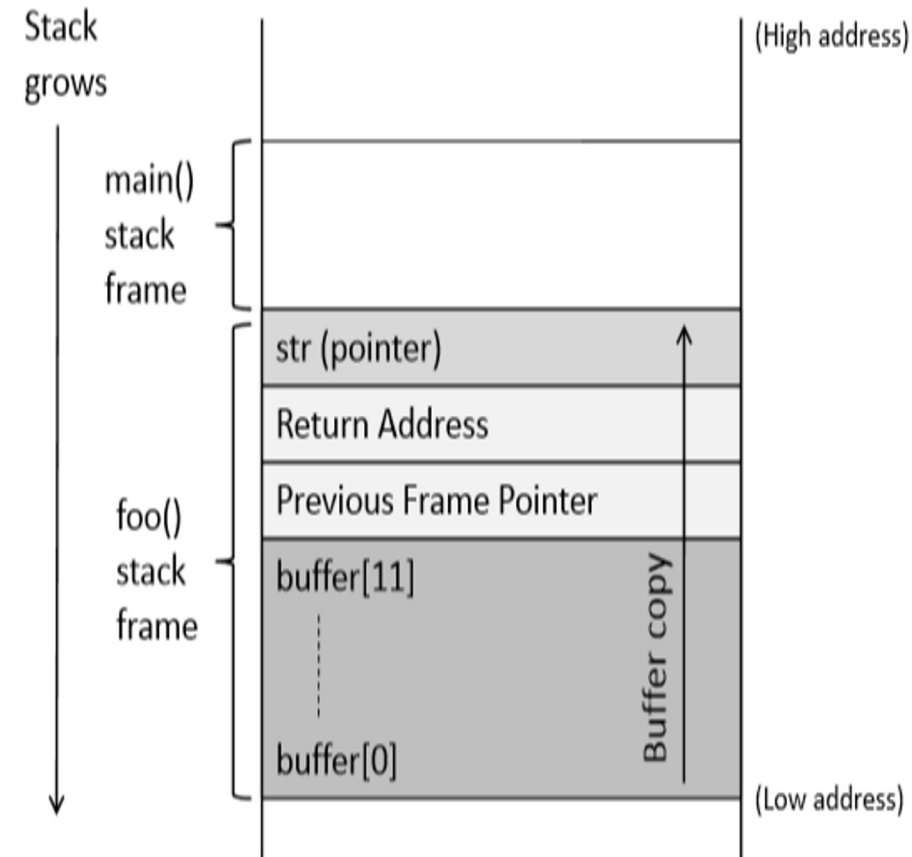 Stack
grows
(High address)
main()
stack
frame
str (pointer)
Return Address
Previous Frame Pointer
foo()
stack
frame
buffer[11]
buffer[0]
Buffer copy
(Low address)